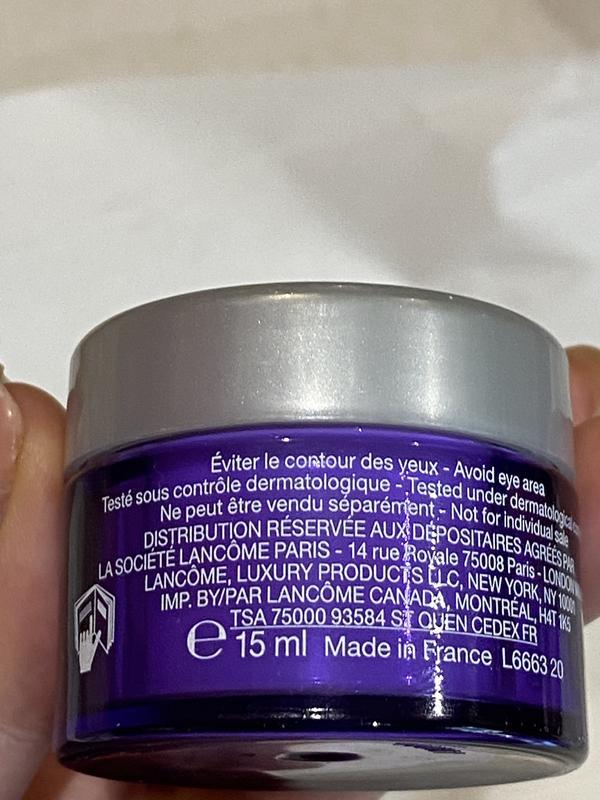 Éviter le contour des yeux - Avoid eye area
Testé sous contrôle dermatologique - Tested under dermatological
Ne peut être vendu séparément - Not for individual sale
DISTRIBUTION RÉSERVÉE AUX DÉPOSITAIRES AGRÉÉS PAR
LA SOCIÉTÉ LANCÔME PARIS - 14 rue Royale 75008 Paris - LONDON
LANCÔME, LUXURY PRODUCTS LLC, NEW YORK, NY 10001
IMP. BY/PAR LANCÔME CANADA, MONTRÉAL, H4T 1K5
TSA 75000 93584 ST OUEN CEDEX FR
e 15 ml Made in France L6663 20